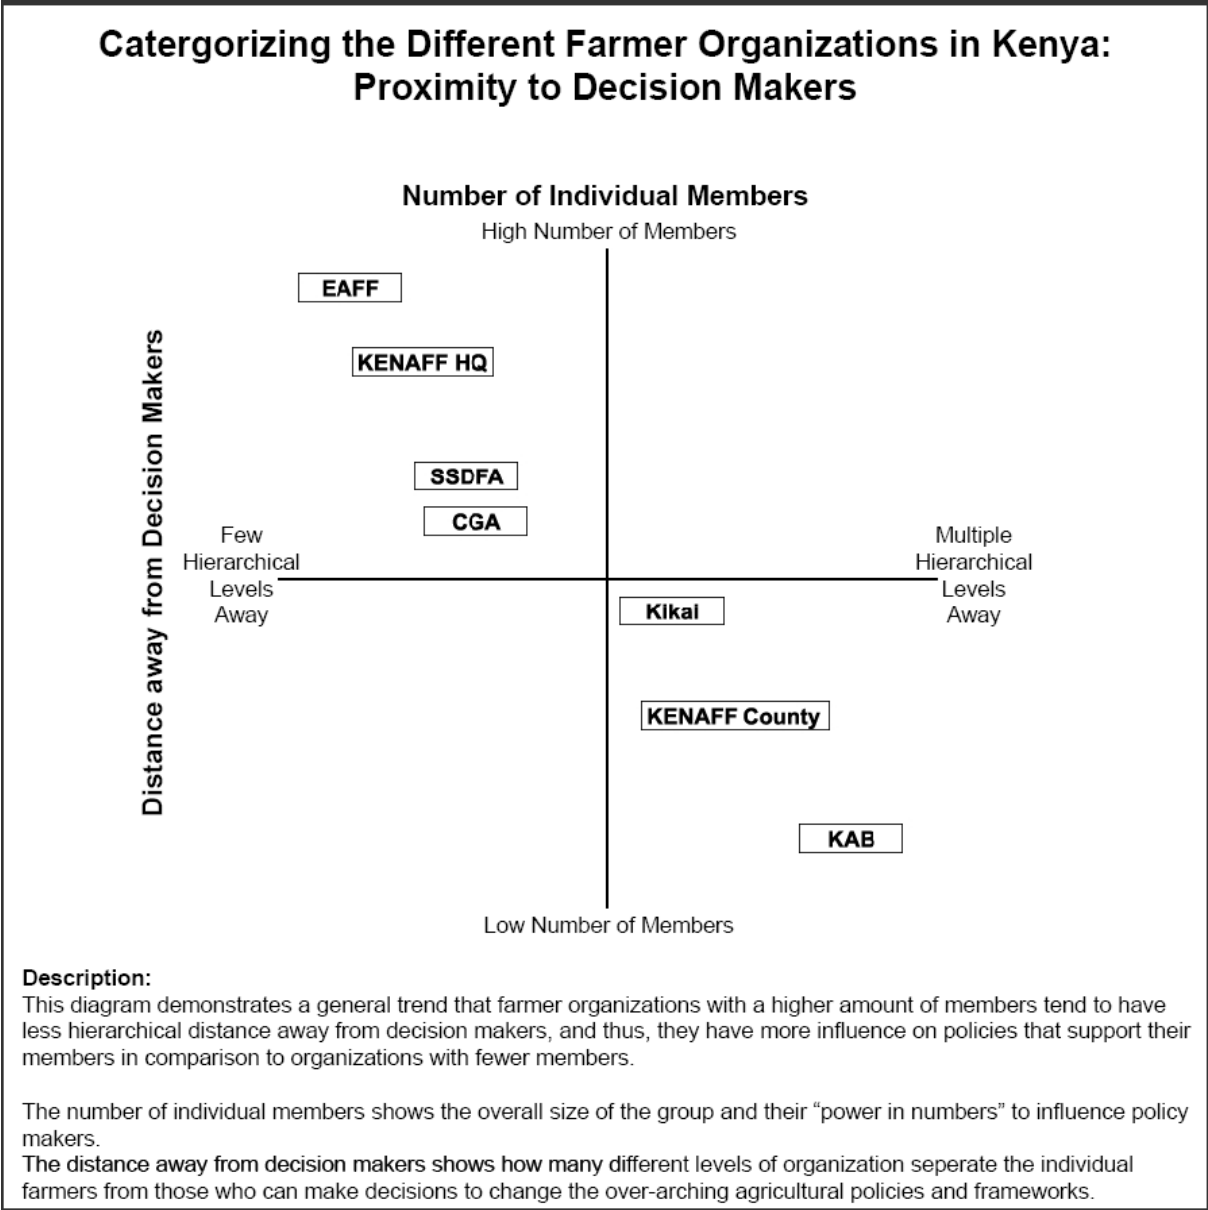 Catergorizing the Different Farmer Organizations in Kenya:
Proximity to Decision Makers
Number of Individual Members
High Number of Members
EAFF
KENAFF HQ
SSDFA
CGA
Distance away from Decision Makers
Few
Hierarchical
Levels
Away
Multiple
Hierarchical
Levels
Away
Kikai
KENAFF County
KAB
Low Number of Members
Description:
This diagram demonstrates a general trend that farmer organizations with a higher amount of members tend to have
less hierarchical distance away from decision makers, and thus, they have more influence on policies that support their
members in comparison to organizations with fewer members.
The number of individual members shows the overall size of the group and their “power in numbers” to influence policy
makers.
The distance away from decision makers shows how many different levels of organization seperate the individual
farmers from those who can make decisions to change the over-arching agricultural policies and frameworks.